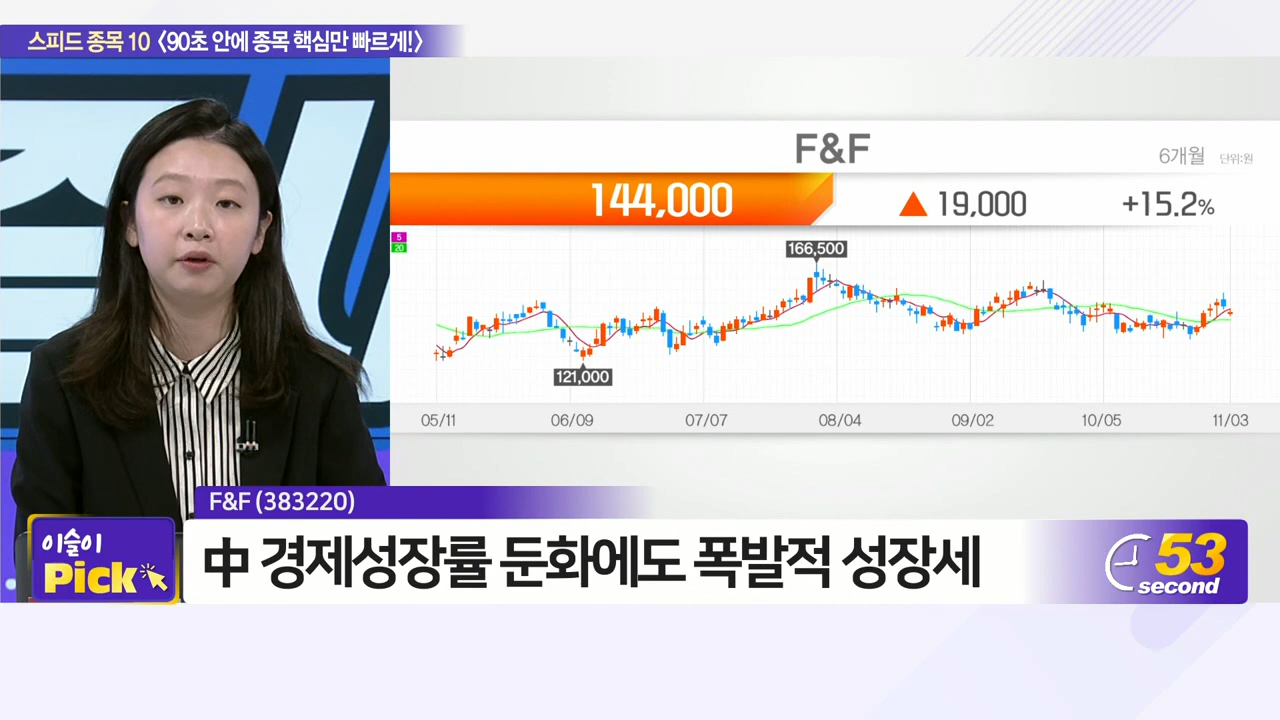 스피드 종목 10 〈90초 안에 종목 핵심만 빠르게!〉
F&F
6개월 단위:원
144,000 ▲ 19,000 +15.2%
5
20
166,500
121,000
05/11 06/09 07/07 08/04 09/02 10/05 11/03
F&F (383220)
이슬이
Pick
中 경제성장률 둔화에도 폭발적 성장세
53
second